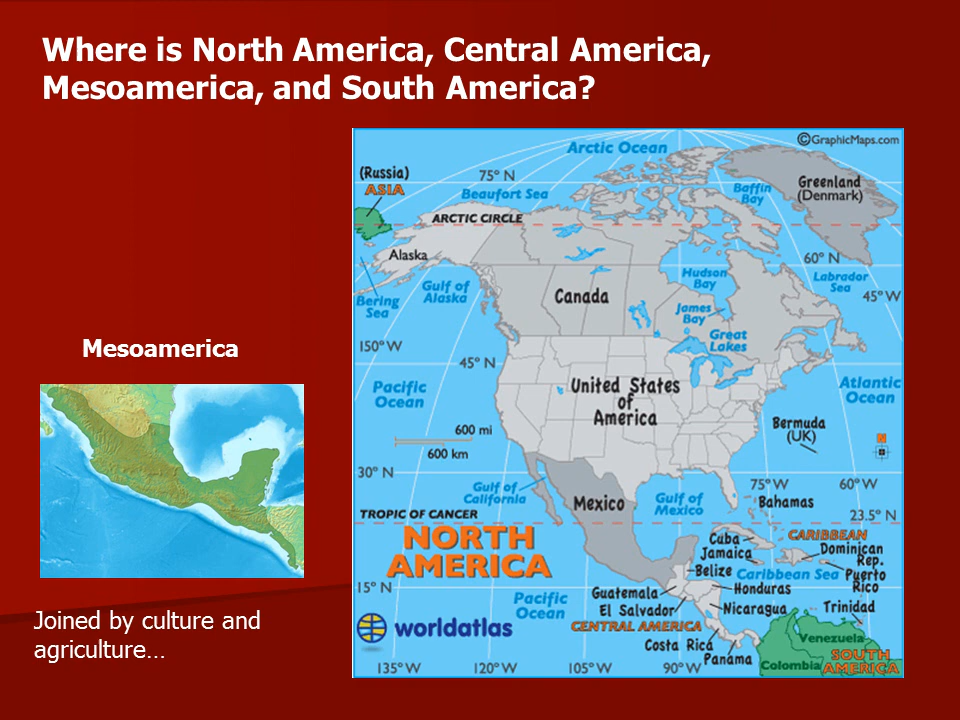 Where is North America, Central America,
Mesoamerica, and South America?
Mesoamerica
Joined by culture and
agriculture…
©GraphicMaps.com
Arctic Ocean
(Russia)
ASIA
75° N
Beaufort Sea
Baffin
Bay
Greenland
(Denmark)
ARCTIC CIRCLE
Alaska
60° N
Bering
Sea
Gulf of
Alaska
Canada
Hudson
Bay
Labrador
Sea
45° W
James
Bay
Great
Lakes
150° W
45° N
Pacific
Ocean
United States
of
America
Atlantic
Ocean
600 mi
600 km
Bermuda
(UK)
N
30° N
Gulf of
California
Mexico
Gulf of
Mexico
75° W
60° W
Bahamas
TROPIC OF CANCER
23.5° N
NORTH
AMERICA
Cuba
Jamaica
CARIBBEAN
Dominican
Rep.
Belize
Caribbean Sea
Puerto
Rico
15° N
Pacific
Ocean
Guatemala
Honduras
El Salvador
Nicaragua
Trinidad
CENTRAL AMERICA
worldatlas
Costa Rica
Panama
Venezuela
Colombia
SOUTH
AMERICA
135° W
120° W
105° W
90° W